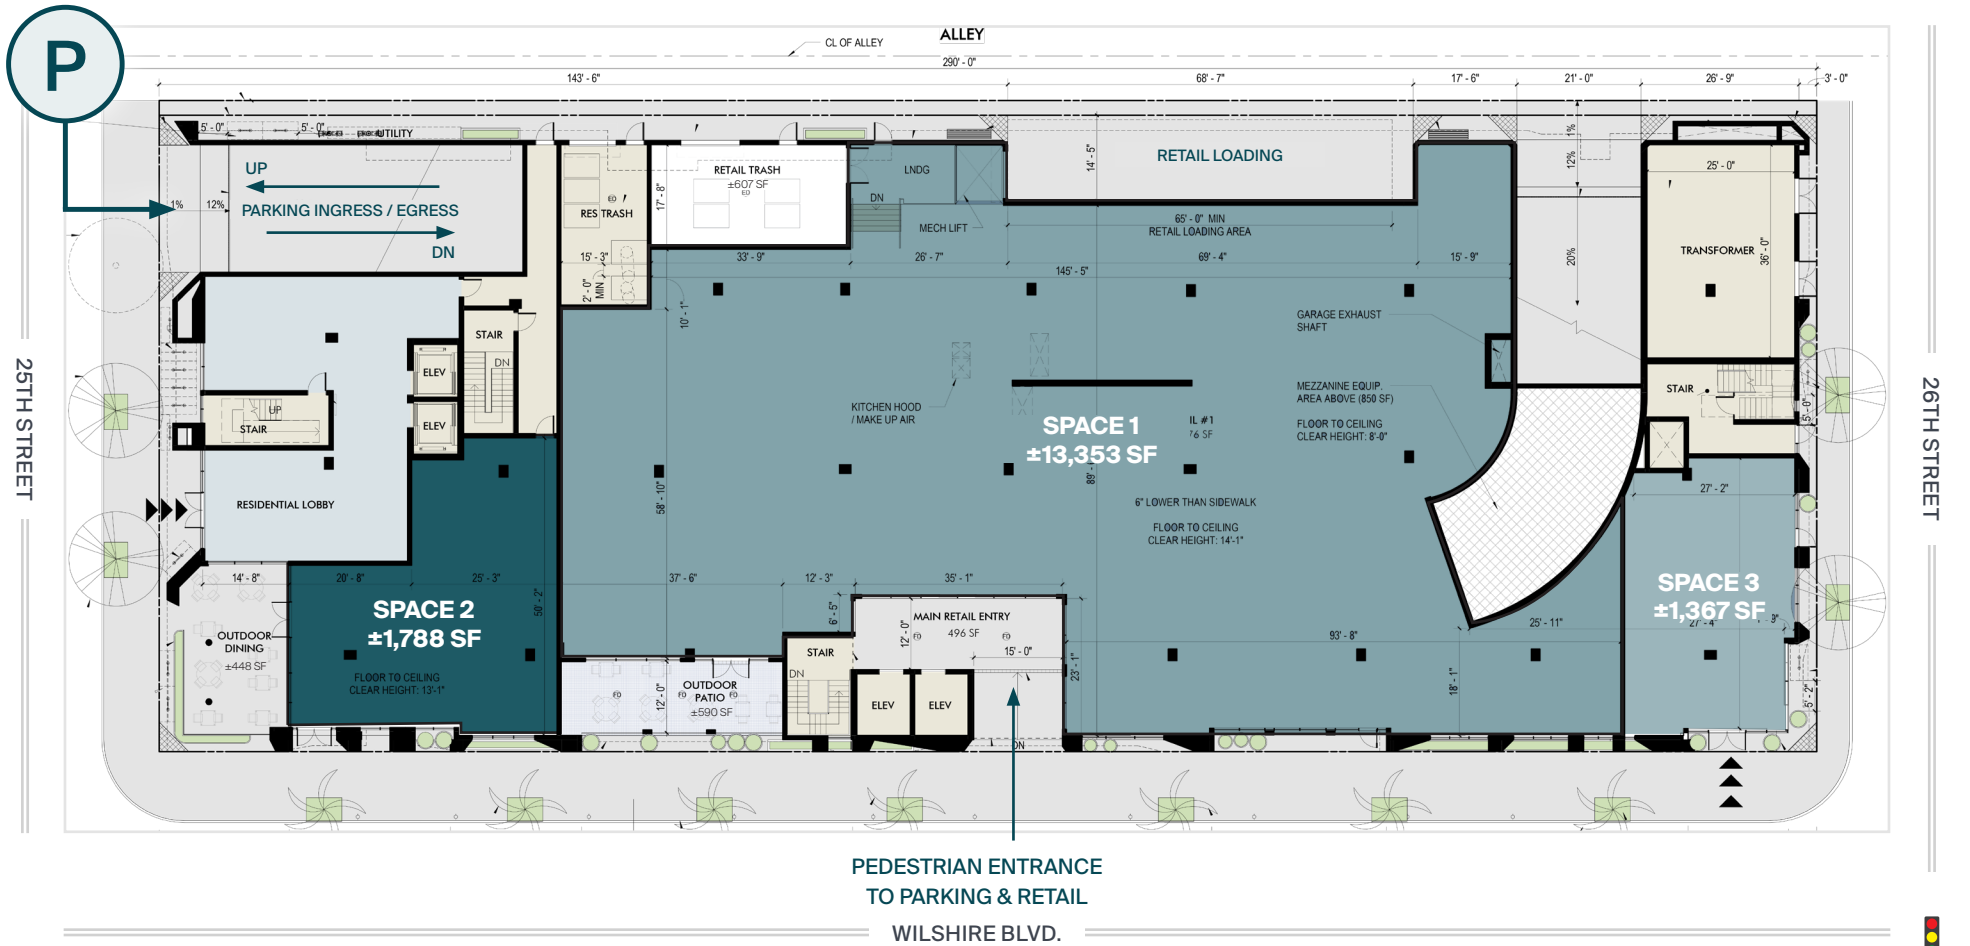 P
ALLEY
CL OF ALLEY
290' - 0"
143' - 6"
68' - 7"
17' - 6"
21' - 0"
26' - 9"
3' - 0"
5' - 0"
5' - 0"
UTILITY
UP
PARKING INGRESS / EGRESS
DN
1%
12%
RES TRASH
15' - 3"
2' - 0"
MIN
RETAIL TRASH
±607 SF
EO
17' - 8"
LNDG
DN
MECH LIFT
14' - 5"
RETAIL LOADING
65' - 0" MIN
RETAIL LOADING AREA
33' - 9"
26' - 7"
69' - 4"
15' - 9"
145' - 5"
10' - 1"
1%
12%
20%
25' - 0"
TRANSFORMER
36' - 0"
GARAGE EXHAUST
SHAFT
STAIR
DN
ELEV
ELEV
UP
STAIR
KITCHEN HOOD
/ MAKE UP AIR
MEZZANINE EQUIP.
AREA ABOVE (850 SF)
FLOOR TO CEILING
CLEAR HEIGHT: 8'-0"
SPACE 1
±13,353 SF
IL #1
6" LOWER THAN SIDEWALK
FLOOR TO CEILING
CLEAR HEIGHT: 14'-1"
58' - 10"
STAIR
5' - 0"
27' - 2"
RESIDENTIAL LOBBY
14' - 8"
20' - 8"
25' - 3"
50' - 2"
37' - 6"
12' - 3"
35' - 1"
6' - 5"
SPACE 2
±1,788 SF
FLOOR TO CEILING
CLEAR HEIGHT: 13'-1"
OUTDOOR
DINING
±448 SF
OUTDOOR
PATIO
±590 SF
12' - 0"
FD
FD
FD
STAIR
DN
MAIN RETAIL ENTRY
496 SF
FD
FD
12' - 0"
15' - 0"
ELEV
ELEV
DN
23' - 1"
93' - 8"
25' - 11"
18' - 1"
SPACE 3
±1,367 SF
27' - 4"
5' - 2"
25TH STREET
26TH STREET
PEDESTRIAN ENTRANCE
TO PARKING & RETAIL
WILSHIRE BLVD.